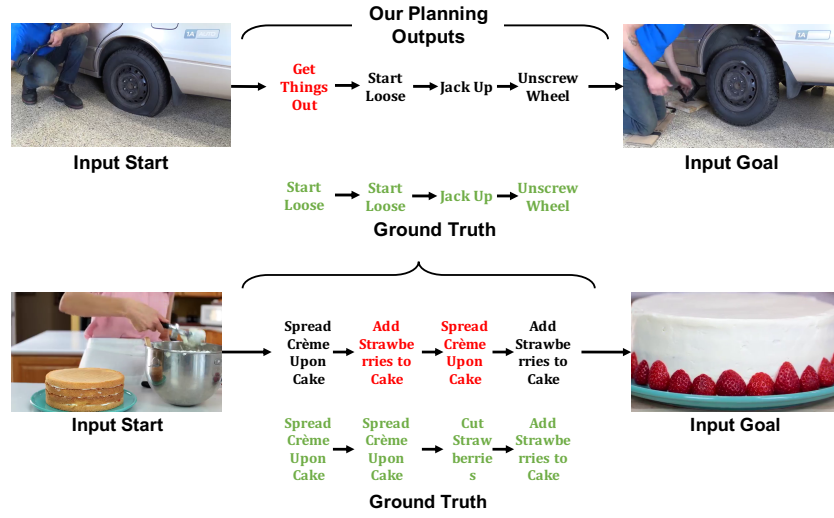 Our Planning
Outputs
Get
Things
Out
Start
Loose
Jack Up
Unscrew
Wheel
Input Start
Input Goal
Start
Loose
Start
Loose
Jack Up
Unscrew
Wheel
Ground Truth
Spread
Crème
Upon
Cake
Add
Strawbe
rries to
Cake
Spread
Crème
Upon
Cake
Add
Strawbe
rries to
Cake
Input Start
Input Goal
Spread
Crème
Upon
Cake
Spread
Crème
Upon
Cake
Cut
Straw
berrie
s
Add
Strawbe
rries to
Cake
Ground Truth